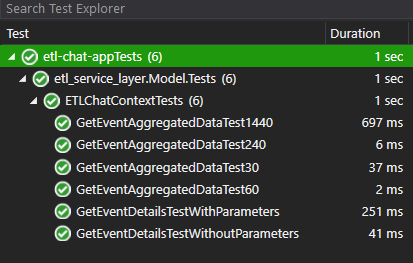 Search Test Explorer
Test Duration
etl-chat-appTests (6) 1 sec
etl_service_layer.Model.Tests (6) 1 sec
ETLChatContextTests (6) 1 sec
GetEventAggregatedDataTest1440 697 ms
GetEventAggregatedDataTest240 6 ms
GetEventAggregatedDataTest30 37 ms
GetEventAggregatedDataTest60 2 ms
GetEventDetailsTestWithParameters 251 ms
GetEventDetailsTestWithoutParameters 41 ms